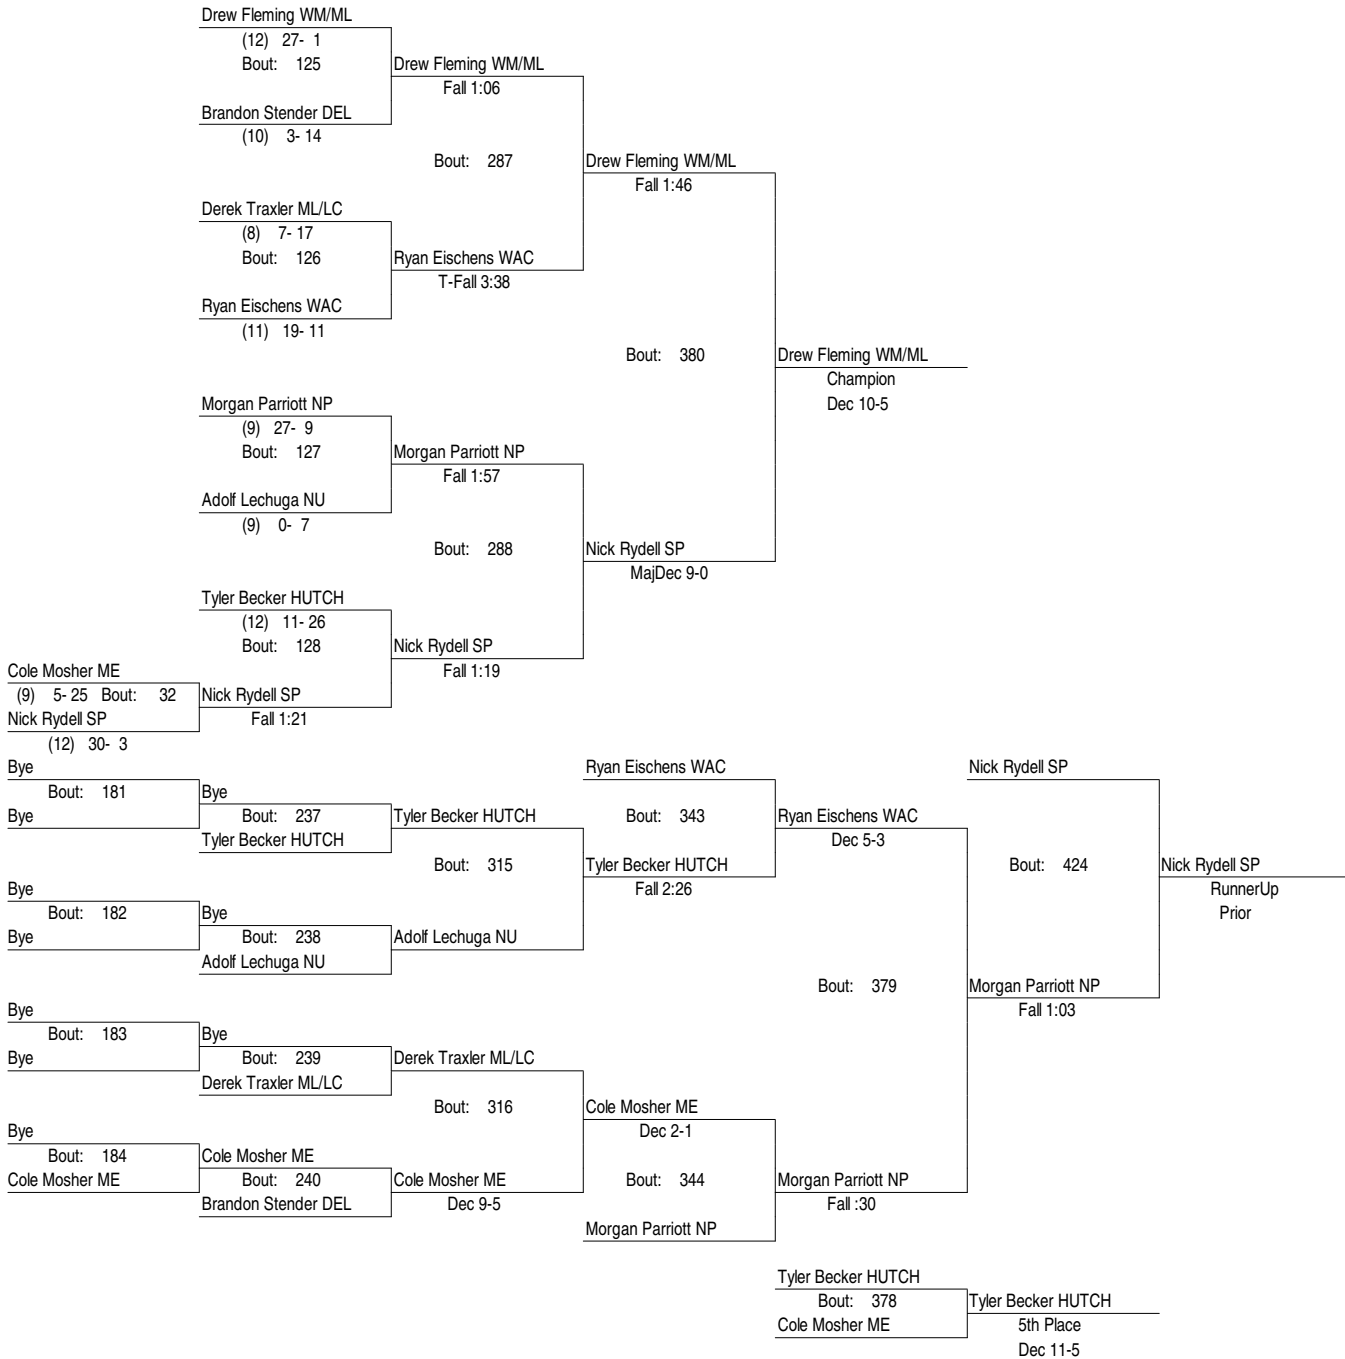 Drew Fleming WM/ML
(12) 27- 1
Bout: 125
Drew Fleming WM/ML
Fall 1:06
Brandon Stender DEL
(10) 3- 14
Bout: 287
Drew Fleming WM/ML
Fall 1:46
Derek Traxler ML/LC
(8) 7- 17
Bout: 126
Ryan Eischens WAC
T-Fall 3:38
Ryan Eischens WAC
(11) 19- 11
Bout: 380
Drew Fleming WM/ML
Champion
Dec 10-5
Morgan Parriott NP
(9) 27- 9
Bout: 127
Morgan Parriott NP
Fall 1:57
Adolf Lechuga NU
(9) 0- 7
Bout: 288
Nick Rydell SP
MajDec 9-0
Tyler Becker HUTCH
(12) 11- 26
Bout: 128
Nick Rydell SP
Fall 1:19
Cole Mosher ME
(9) 5- 25 Bout: 32
Nick Rydell SP
Fall 1:21
Nick Rydell SP
(12) 30- 3
Bye
Bout: 181
Bye
Bye
Bout: 237
Tyler Becker HUTCH
Tyler Becker HUTCH
Ryan Eischens WAC
Bout: 343
Ryan Eischens WAC
Dec 5-3
Nick Rydell SP
Bout: 315
Tyler Becker HUTCH
Fall 2:26
Bout: 424
Nick Rydell SP
RunnerUp
Prior
Bye
Bout: 182
Bye
Bye
Bout: 238
Adolf Lechuga NU
Adolf Lechuga NU
Bout: 379
Morgan Parriott NP
Fall 1:03
Bye
Bout: 183
Bye
Bye
Bout: 239
Derek Traxler ML/LC
Derek Traxler ML/LC
Bout: 316
Cole Mosher ME
Dec 2-1
Bye
Bout: 184
Cole Mosher ME
Cole Mosher ME
Bout: 240
Brandon Stender DEL
Cole Mosher ME
Dec 9-5
Bout: 344
Morgan Parriott NP
Fall :30
Morgan Parriott NP
Tyler Becker HUTCH
Bout: 378
Cole Mosher ME
Tyler Becker HUTCH
5th Place
Dec 11-5